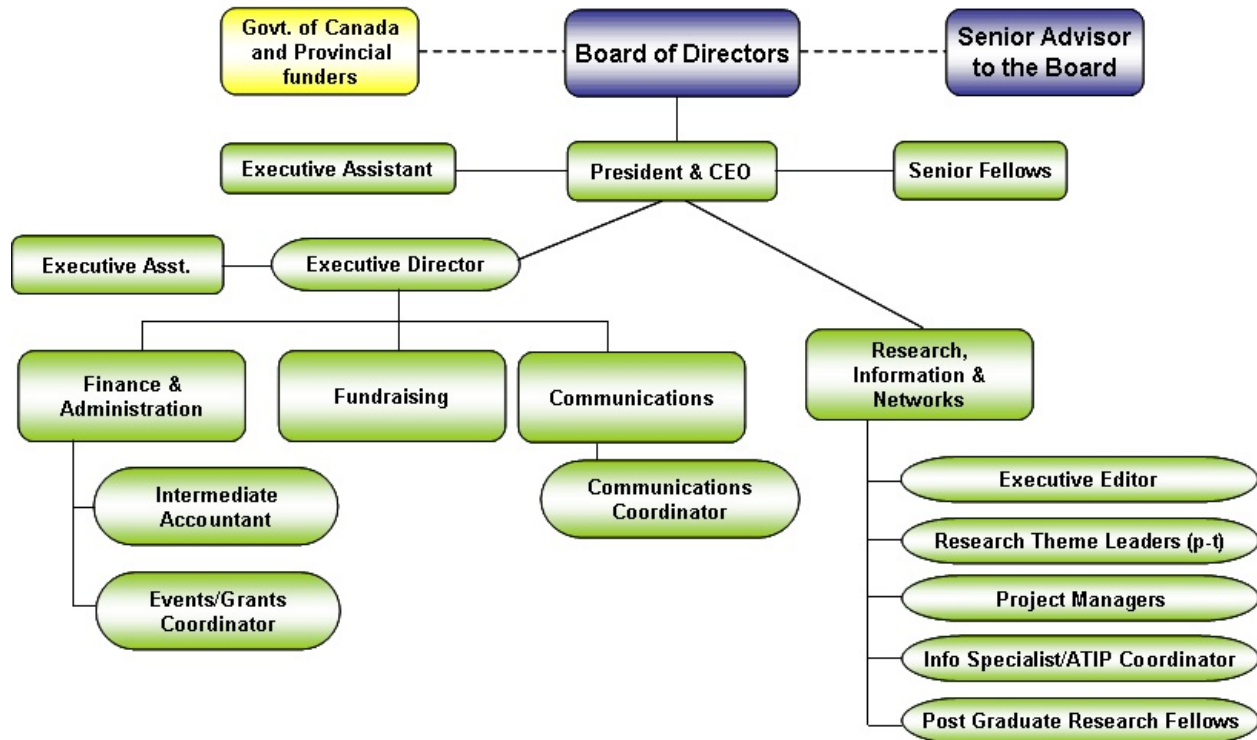 Govt. of Canada
and Provincial
funders
Board of Directors
Senior Advisor
to the Board
Executive Assistant
President & CEO
Senior Fellows
Executive Asst.
Executive Director
Finance &
Administration
Fundraising
Communications
Research,
Information &
Networks
Intermediate
Accountant
Events/Grants
Coordinator
Communications
Coordinator
Executive Editor
Research Theme Leaders (p-t)
Project Managers
Info Specialist/ATIP Coordinator
Post Graduate Research Fellows